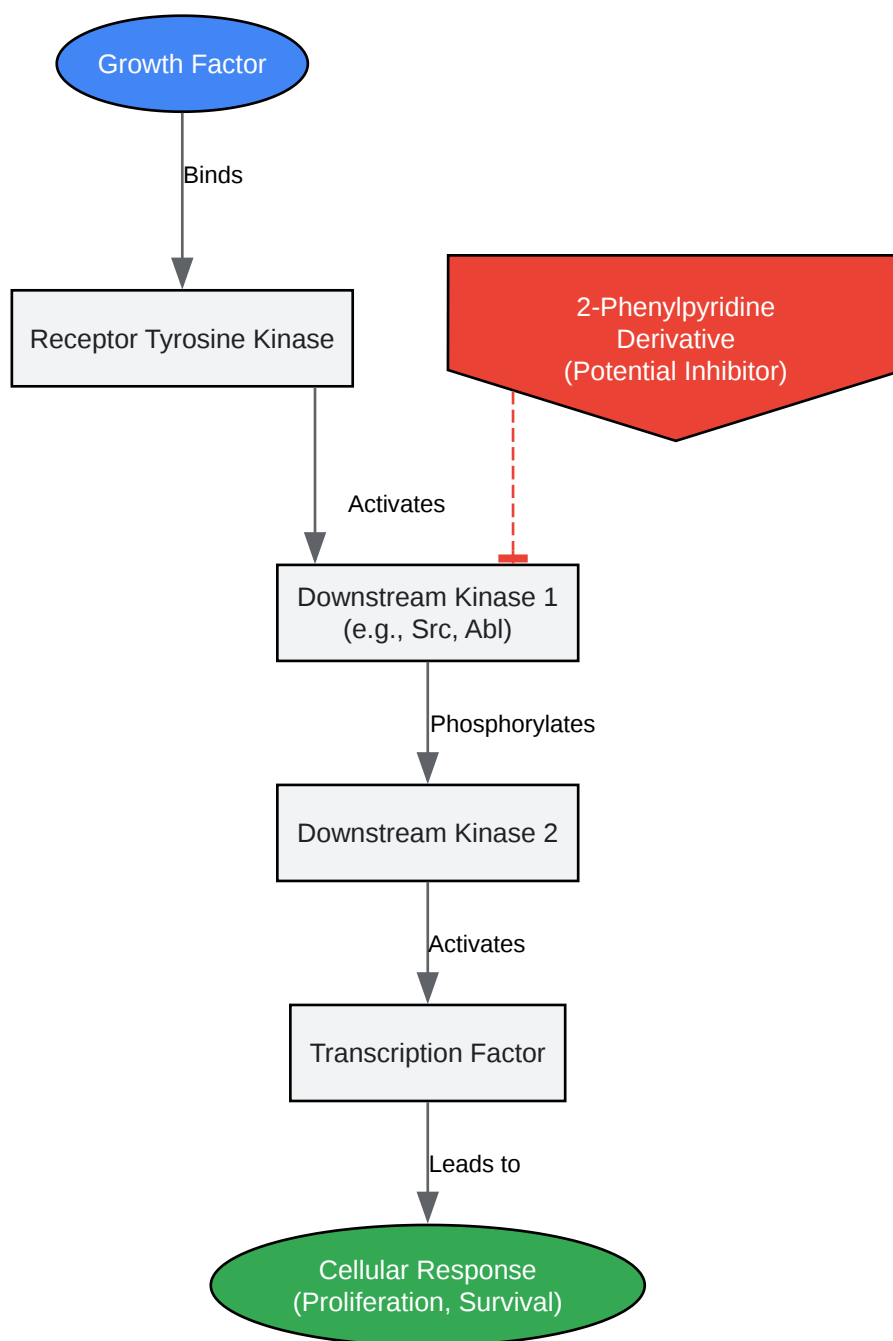 Growth Factor
Binds
Receptor Tyrosine Kinase
2-Phenylpyridine
Derivative
(Potential Inhibitor)
Activates
Downstream Kinase 1
(e.g., Src, Abl)
Phosphorylates
Downstream Kinase 2
Activates
Transcription Factor
Leads to
Cellular Response
(Proliferation, Survival)